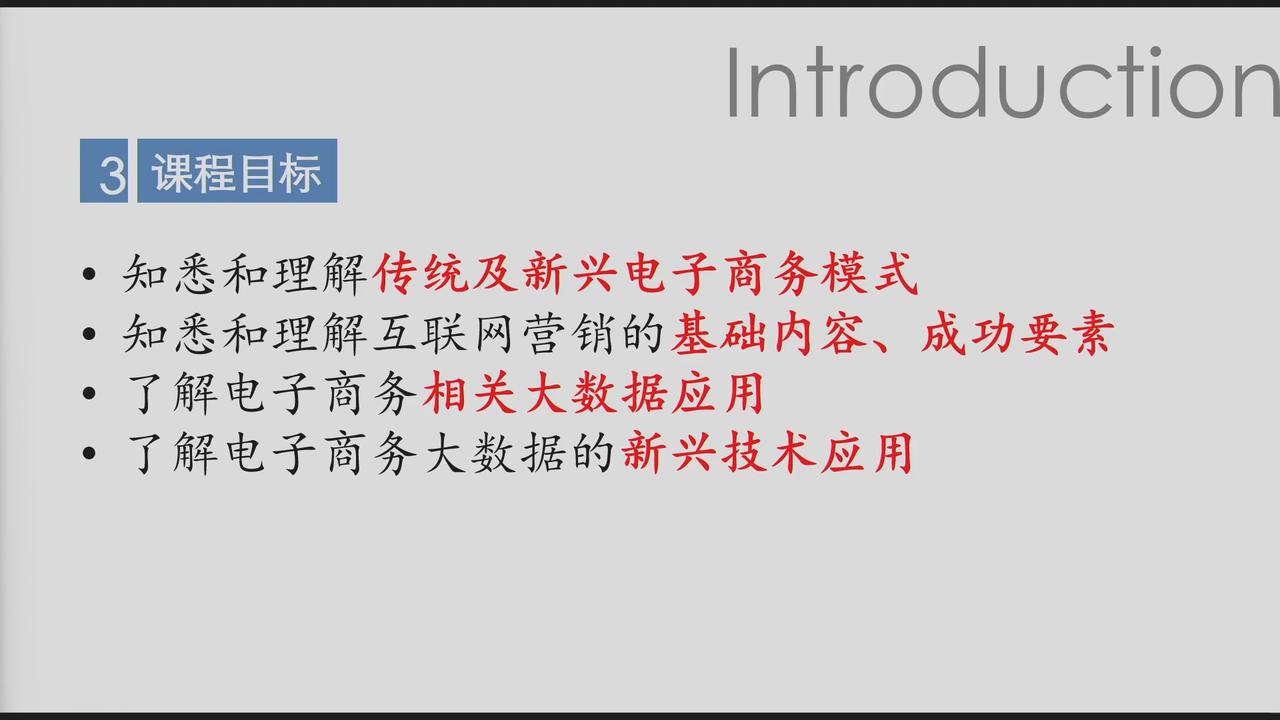 Introduction
3 课程目标
• 知悉和理解传统及新兴电子商务模式
• 知悉和理解互联网营销的基础内容、成功要素
• 了解电子商务相关大数据应用
• 了解电子商务大数据的新兴技术应用